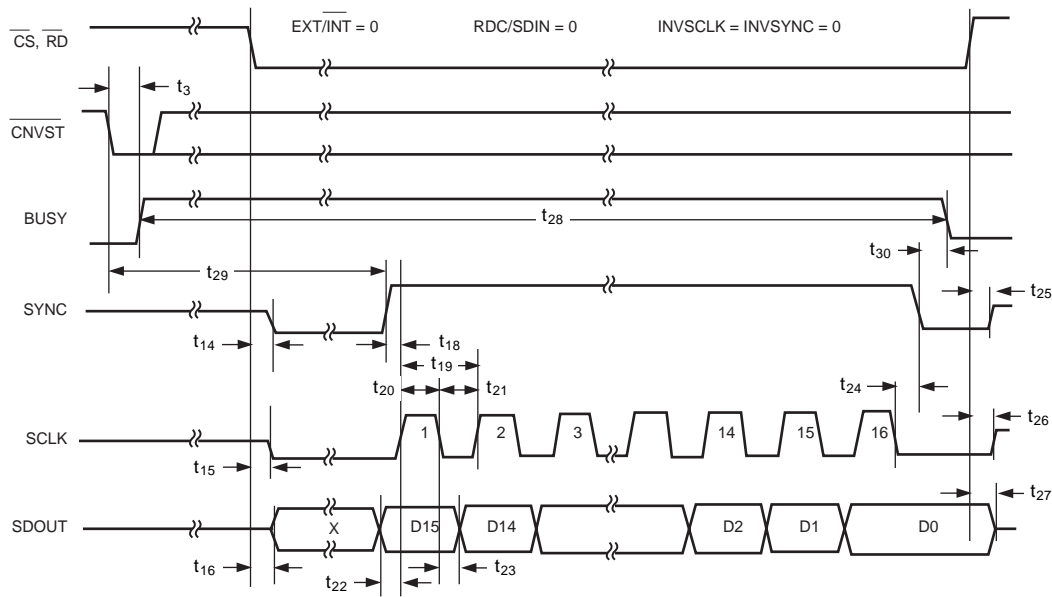 EXT/INT = 0 RDC/SDIN = 0 INVSCLK = INVSYNC = 0
CS, RD
t3
CNVST
BUSY
t28
t30
t29
t25
SYNC
t14
t18
t19
t20
t21
t24
t26
SCLK
1 2 3 14 15 16
t15
t27
SDOUT
X D15 D14 D2 D1 D0
t16
t22
t23